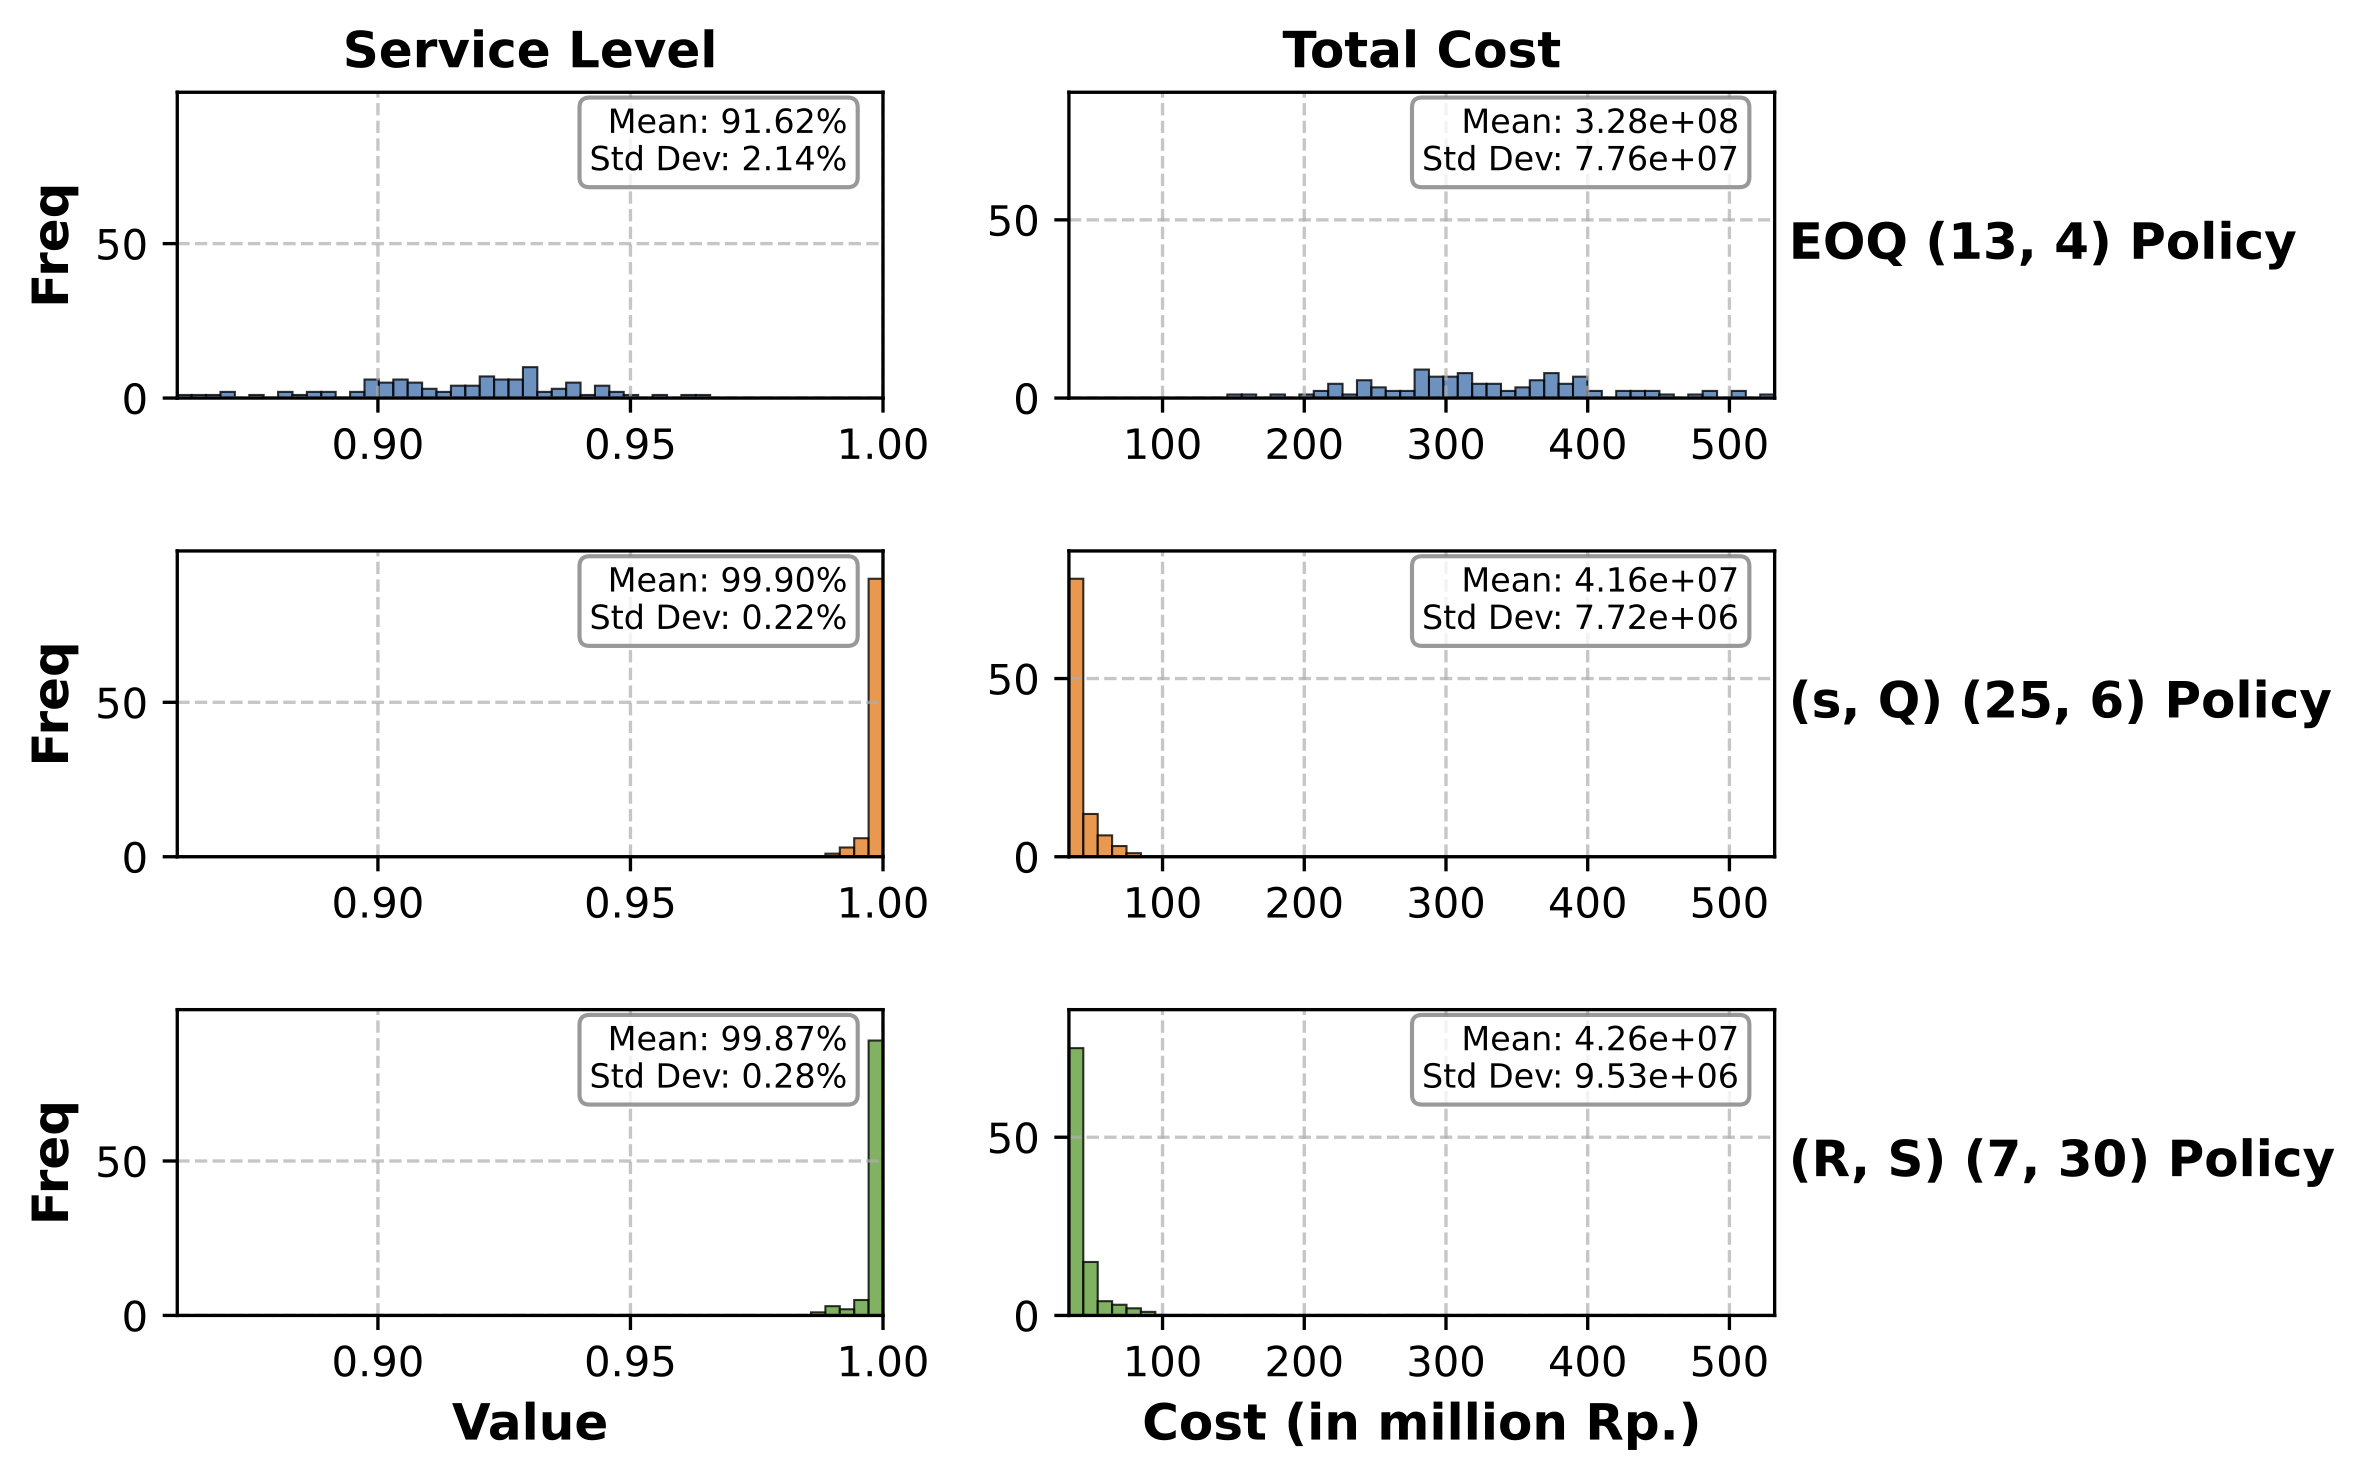 Service Level
Total Cost
Freq
50
0
Mean: 91.62%
Std Dev: 2.14%
0.90 0.95 1.00
50
0
Mean: 3.28e+08
Std Dev: 7.76e+07
100 200 300 400 500
EOQ (13, 4) Policy
Freq
50
0
Mean: 99.90%
Std Dev: 0.22%
0.90 0.95 1.00
50
0
Mean: 4.16e+07
Std Dev: 7.72e+06
100 200 300 400 500
(s, Q) (25, 6) Policy
Freq
50
0
Mean: 99.87%
Std Dev: 0.28%
0.90 0.95 1.00
Value
50
0
Mean: 4.26e+07
Std Dev: 9.53e+06
100 200 300 400 500
Cost (in million Rp.)
(R, S) (7, 30) Policy